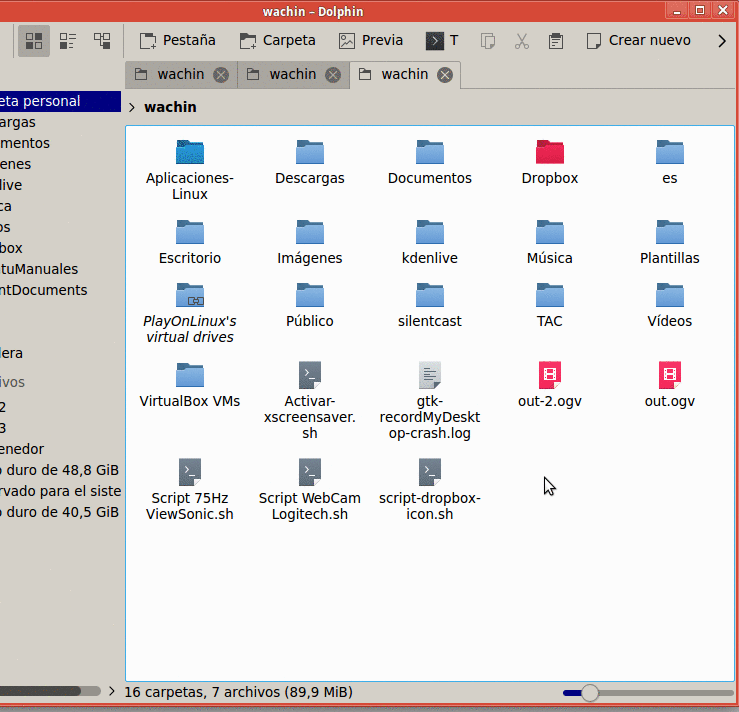 wachin – Dolphin
Pestaña Carpeta Previa T Crear nuevo
wachin wachin wachin
wachin
eta personal
argas
mentos
enes
live
ca
os
box
ntuManuales
ntDocuments
lera
ivos
2
3
enedor
o duro de 48,8 GiB
rvado para el siste
o duro de 40,5 GiB
Aplicaciones-
Linux
Descargas
Documentos
Dropbox
es
Escritorio
Imágenes
kdenlive
Música
Plantillas
PlayOnLinux's
virtual drives
Público
silentcast
TAC
Vídeos
VirtualBox VMs
Activar-
xscreensaver.
sh
gtk-
recordMyDeskt
op-crash.log
out-2.ogv
out.ogv
Script 75Hz
ViewSonic.sh
Script WebCam
Logitech.sh
script-dropbox-
icon.sh
16 carpetas, 7 archivos (89,9 MiB)